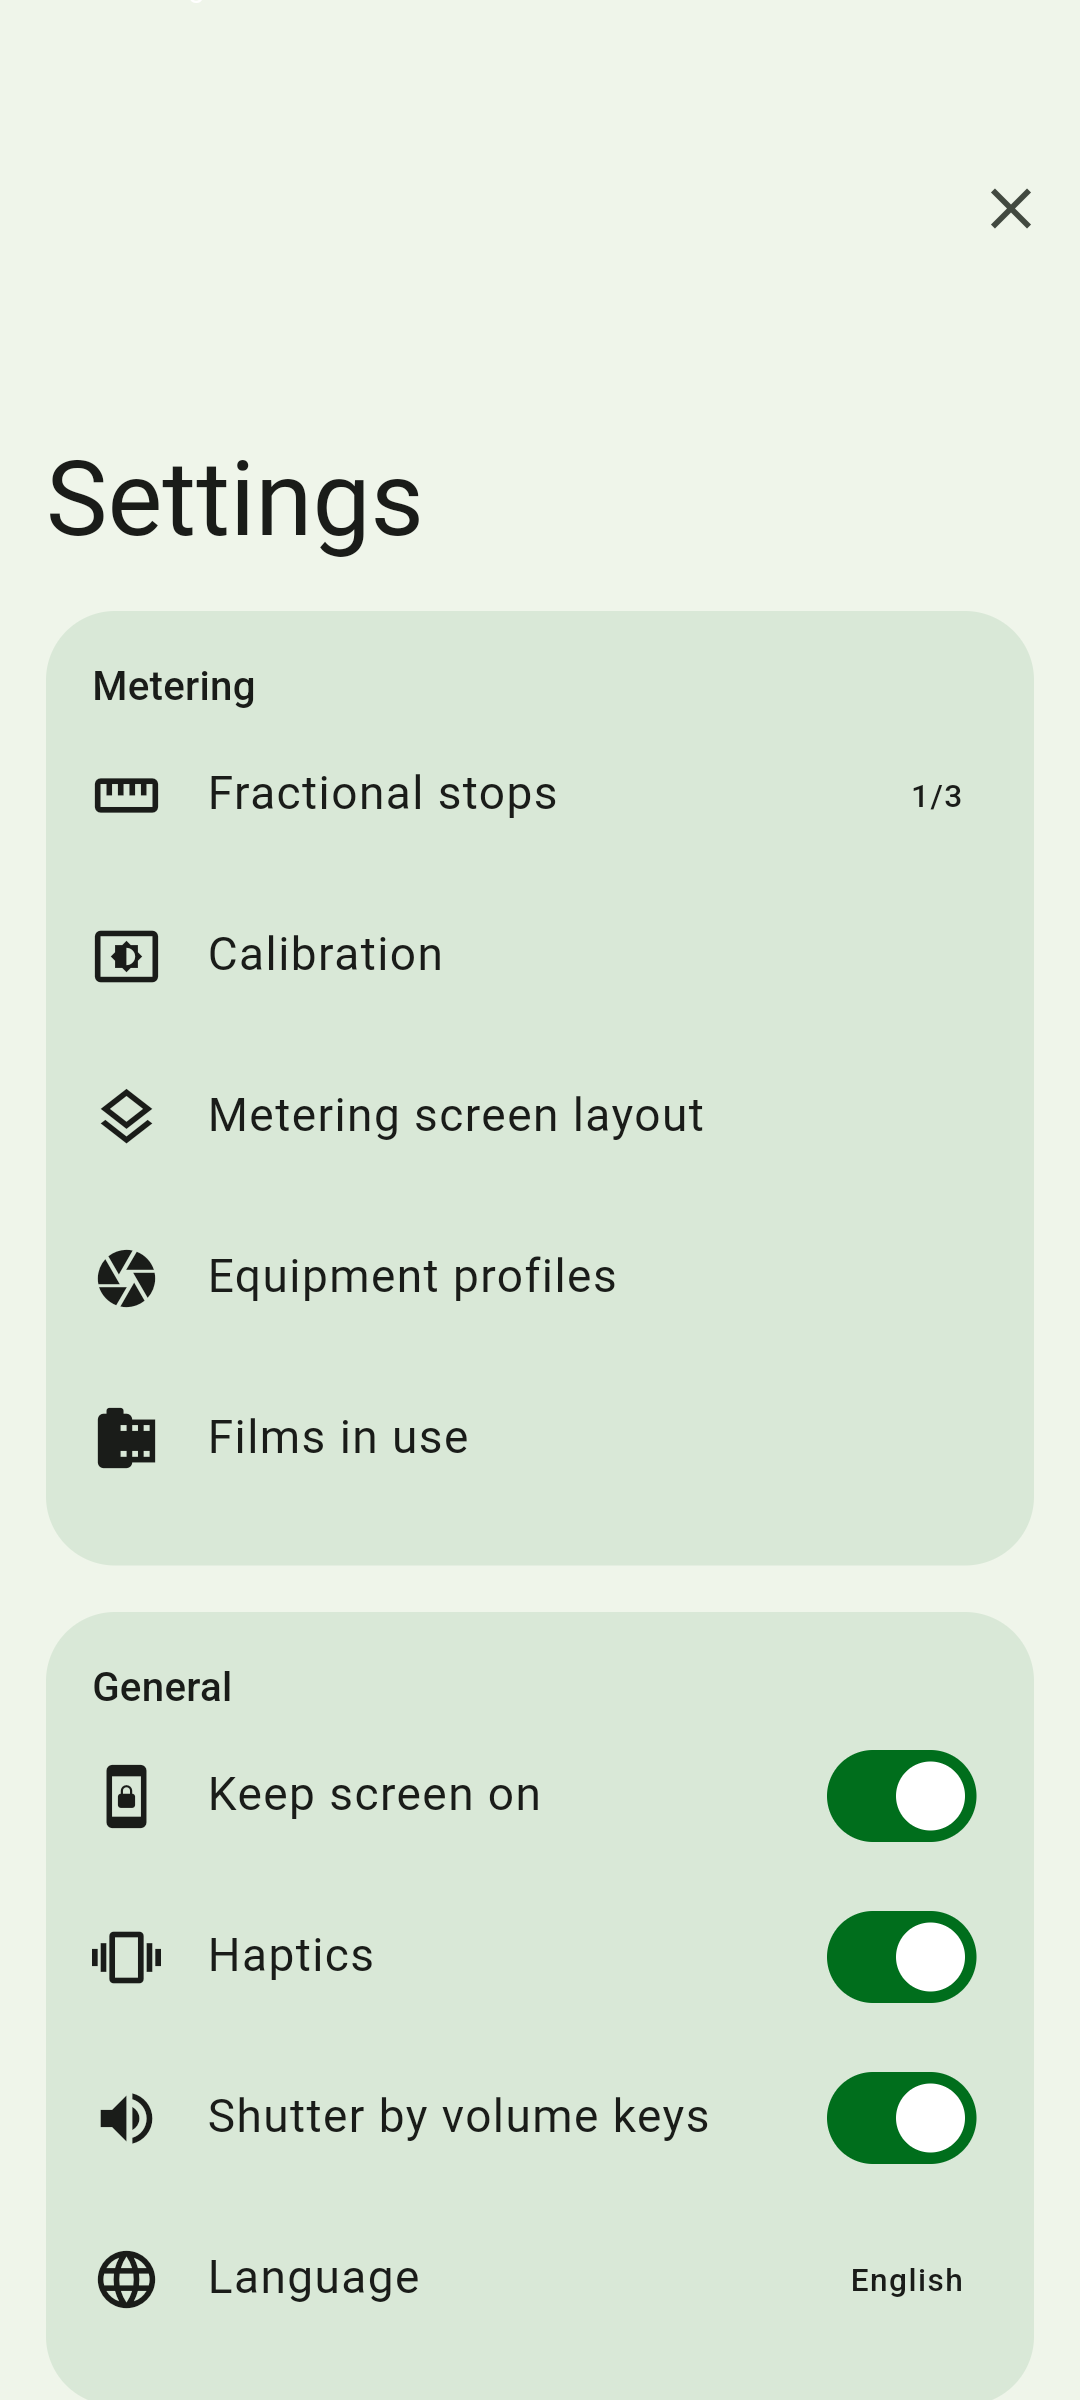 Settings
Metering
Fractional stops 1/3
Calibration
Metering screen layout
Equipment profiles
Films in use
General
Keep screen on
Haptics
Shutter by volume keys
Language English